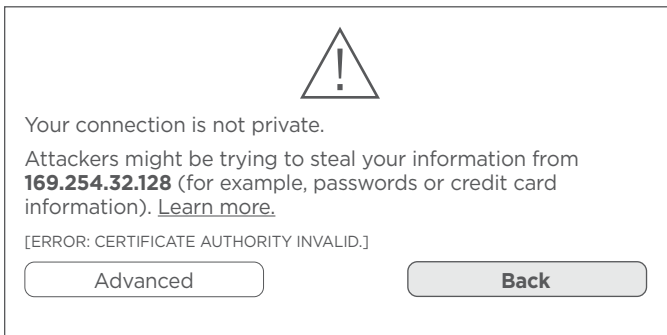 !
Your connection is not private.
Attackers might be trying to steal your information from
169.254.32.128 (for example, passwords or credit card
information). Learn more.
[ERROR: CERTIFICATE AUTHORITY INVALID.]
Advanced
Back